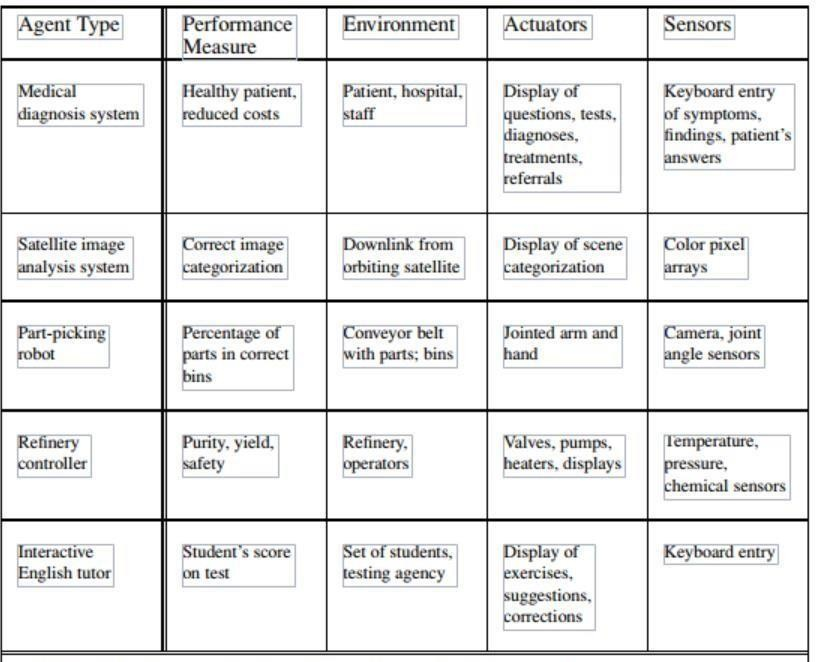 Agent Type
Performance
Measure
Environment
Actuators
Sensors
Medical
diagnosis system
Healthy patient,
reduced costs
Patient, hospital,
staff
Display of
questions, tests,
diagnoses,
treatments,
referrals
Keyboard entry
of symptoms,
findings, patient's
answers
Satellite image
analysis system
Correct image
categorization
Downlink from
orbiting satellite
Display of scene
categorization
Color pixel
arrays
Part-picking
robot
Percentage of
parts in correct
bins
Conveyor belt
with parts; bins
Jointed arm and
hand
Camera, joint
angle sensors
Refinery
controller
Purity, yield,
safety
Refinery,
operators
Valves, pumps,
heaters, displays
Temperature,
pressure,
chemical sensors
Interactive
English tutor
Student's score
on test
Set of students,
testing agency
Display of
exercises,
suggestions,
corrections
Keyboard entry